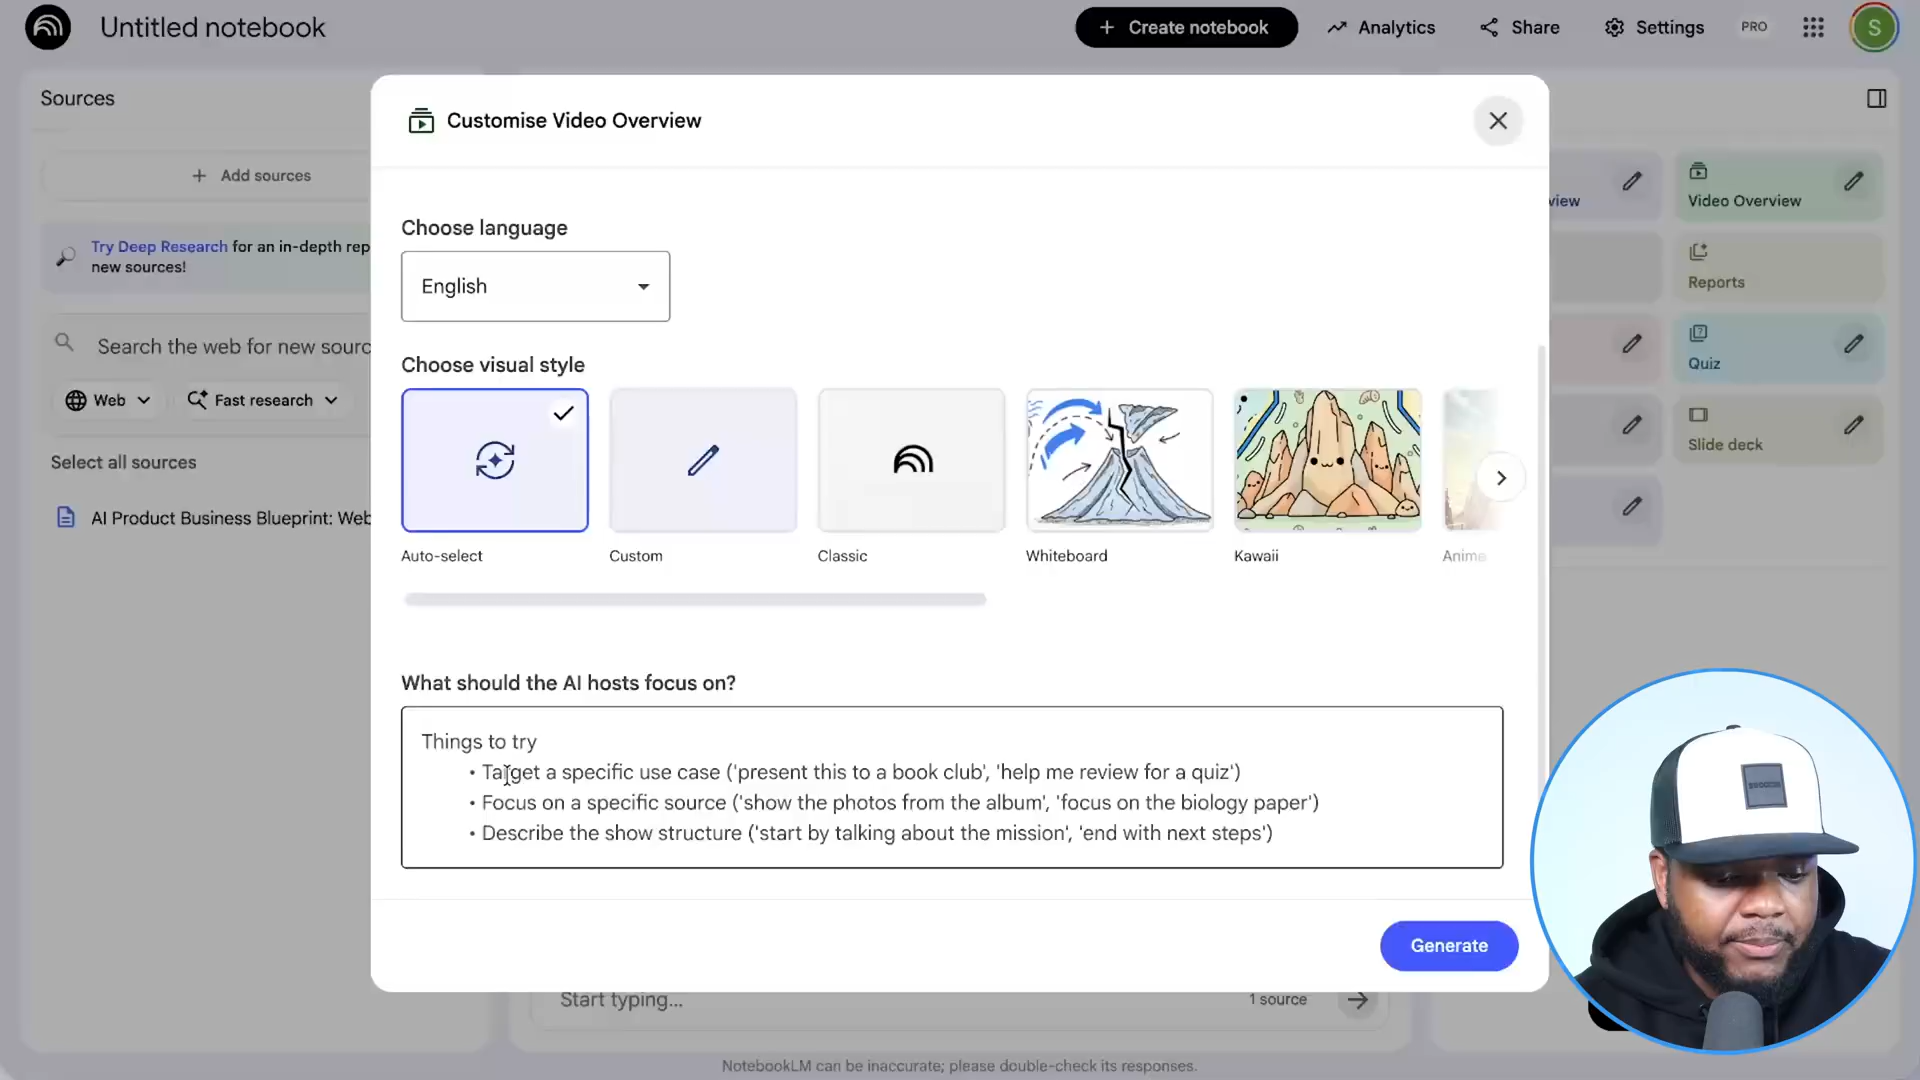 Untitled notebook
Create notebook
Analytics
Share
Settings
PRO
S
Sources
Add sources
Try Deep Research for an in-depth rep
new sources!
Search the web for new sourc
Web
Fast research
Select all sources
AI Product Business Blueprint: Web
Customise Video Overview
Choose language
English
Choose visual style
Auto-select
Custom
Classic
Whiteboard
Kawaii
Anime
What should the AI hosts focus on?
Things to try
• Target a specific use case ('present this to a book club', 'help me review for a quiz')
• Focus on a specific source ('show the photos from the album', 'focus on the biology paper')
• Describe the show structure ('start by talking about the mission', 'end with next steps')
Generate
view
Video Overview
Reports
Quiz
Slide deck
Start typing...
1 source
NotebookLM can be inaccurate; please double-check its responses.